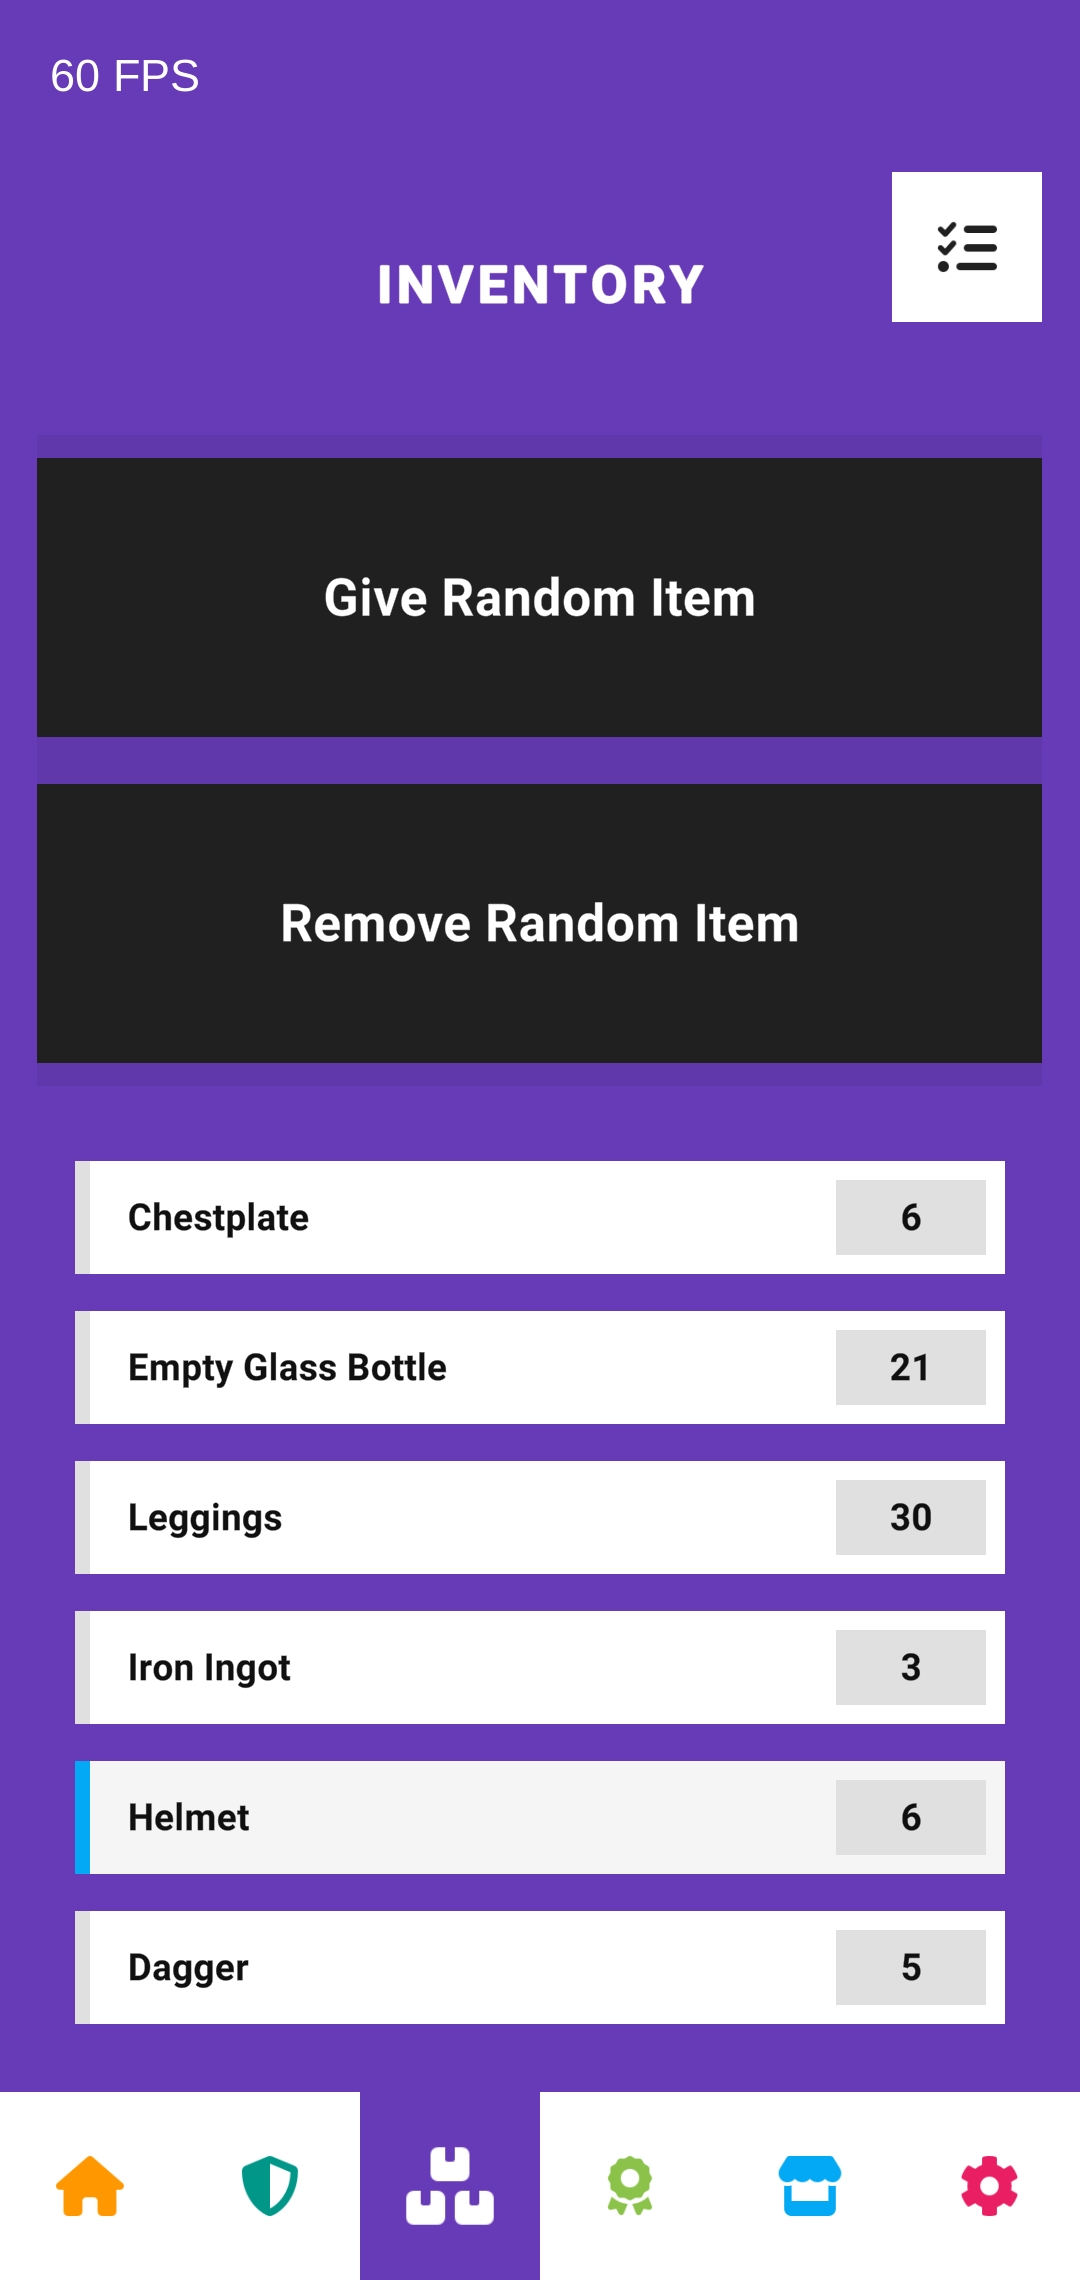 60 FPS
INVENTORY
Give Random Item
Remove Random Item
Chestplate 6
Empty Glass Bottle 21
Leggings 30
Iron Ingot 3
Helmet 6
Dagger 5